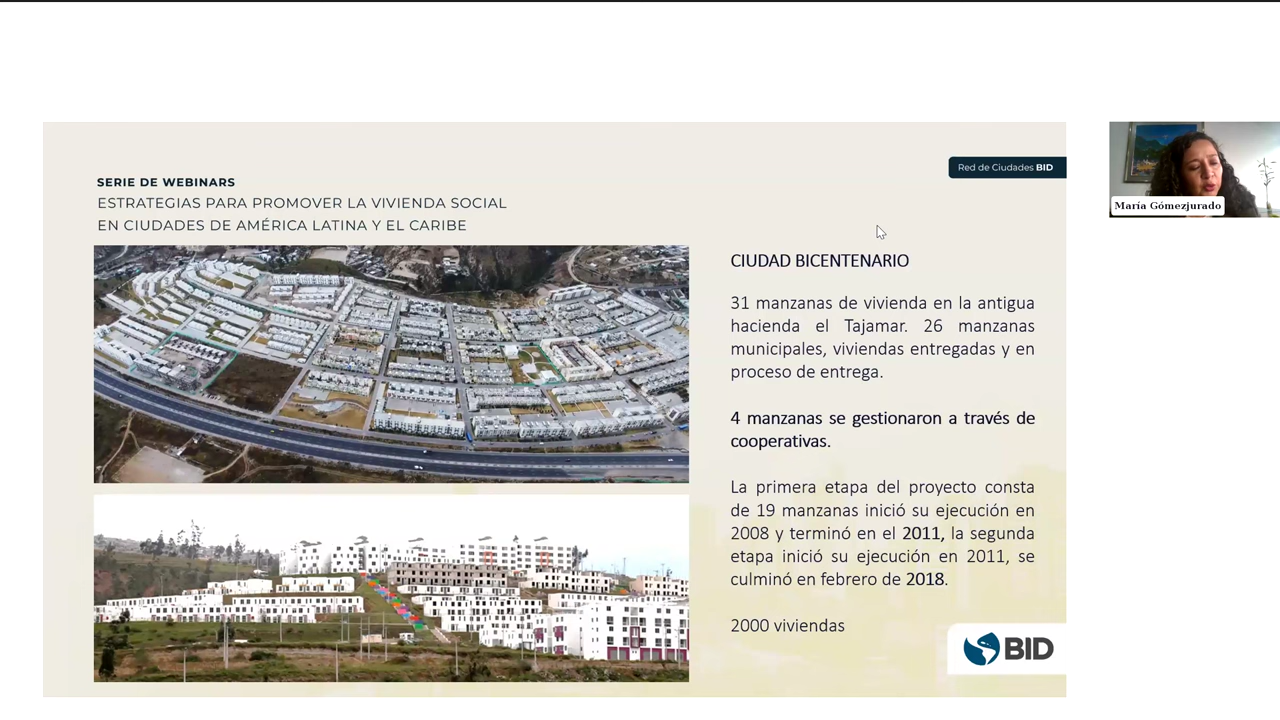 SERIE DE WEBINARS
ESTRATEGIAS PARA PROMOVER LA VIVIENDA SOCIAL
EN CIUDADES DE AMÉRICA LATINA Y EL CARIBE
Red de Ciudades BID
María Gómezjurado
CIUDAD BICENTENARIO
31 manzanas de vivienda en la antigua
hacienda el Tajamar. 26 manzanas
municipales, viviendas entregadas y en
proceso de entrega.
4 manzanas se gestionaron a través de
cooperativas.
La primera etapa del proyecto consta
de 19 manzanas inició su ejecución en
2008 y terminó en el 2011, la segunda
etapa inició su ejecución en 2011, se
culminó en febrero de 2018.
2000 viviendas
BID